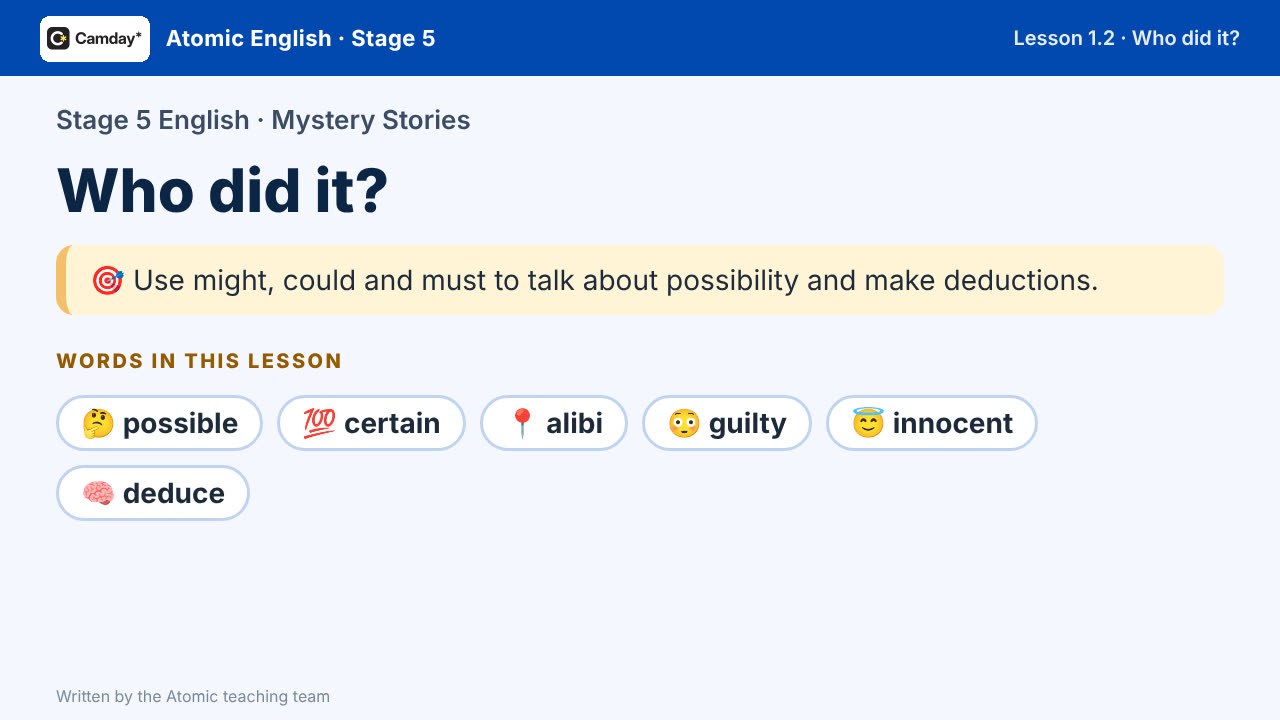 Camday* Atomic English · Stage 5 Lesson 1.2 · Who did it?
Stage 5 English · Mystery Stories
Who did it?
🎯 Use might, could and must to talk about possibility and make deductions.
WORDS IN THIS LESSON
🤔 possible 💯 certain 📍 alibi 😳 guilty 😇 innocent
🧠 deduce
Written by the Atomic teaching team